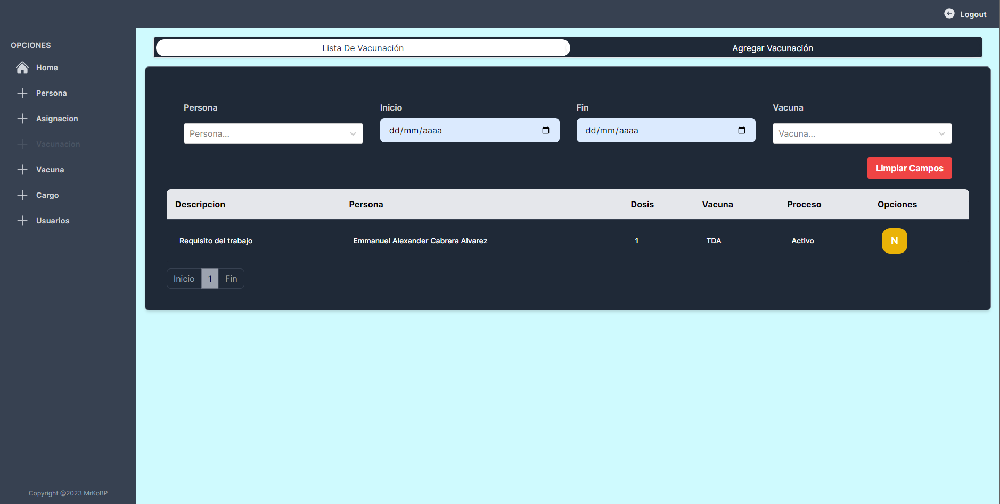 Logout
OPCIONES
Home
Persona
Asignacion
Vacunacion
Vacuna
Cargo
Usuarios
Copyright @2023 MrKoBP
Lista De Vacunación Agregar Vacunación
Persona Inicio Fin Vacuna
Persona... dd/mm/aaaa dd/mm/aaaa Vacuna...
Limpiar Campos
Descripcion Persona Dosis Vacuna Proceso Opciones
Requisito del trabajo Emmanuel Alexander Cabrera Alvarez 1 TDA Activo N
Inicio 1 Fin